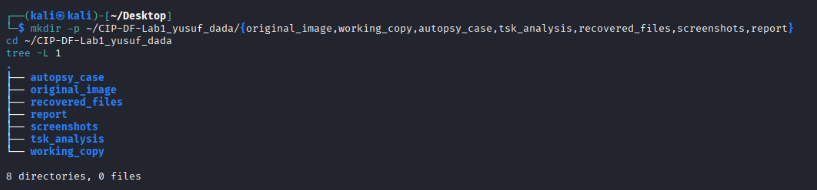 ┌──(kali㉿kali)-[~/Desktop]
└─$ mkdir -p ~/CIP-DF-Lab1_yusuf_dada/{original_image,working_copy,autopsy_case,tsk_analysis,recovered_files,screenshots,report}
cd ~/CIP-DF-Lab1_yusuf_dada
tree -L 1
.
├── autopsy_case
├── original_image
├── recovered_files
├── report
├── screenshots
├── tsk_analysis
└── working_copy

8 directories, 0 files